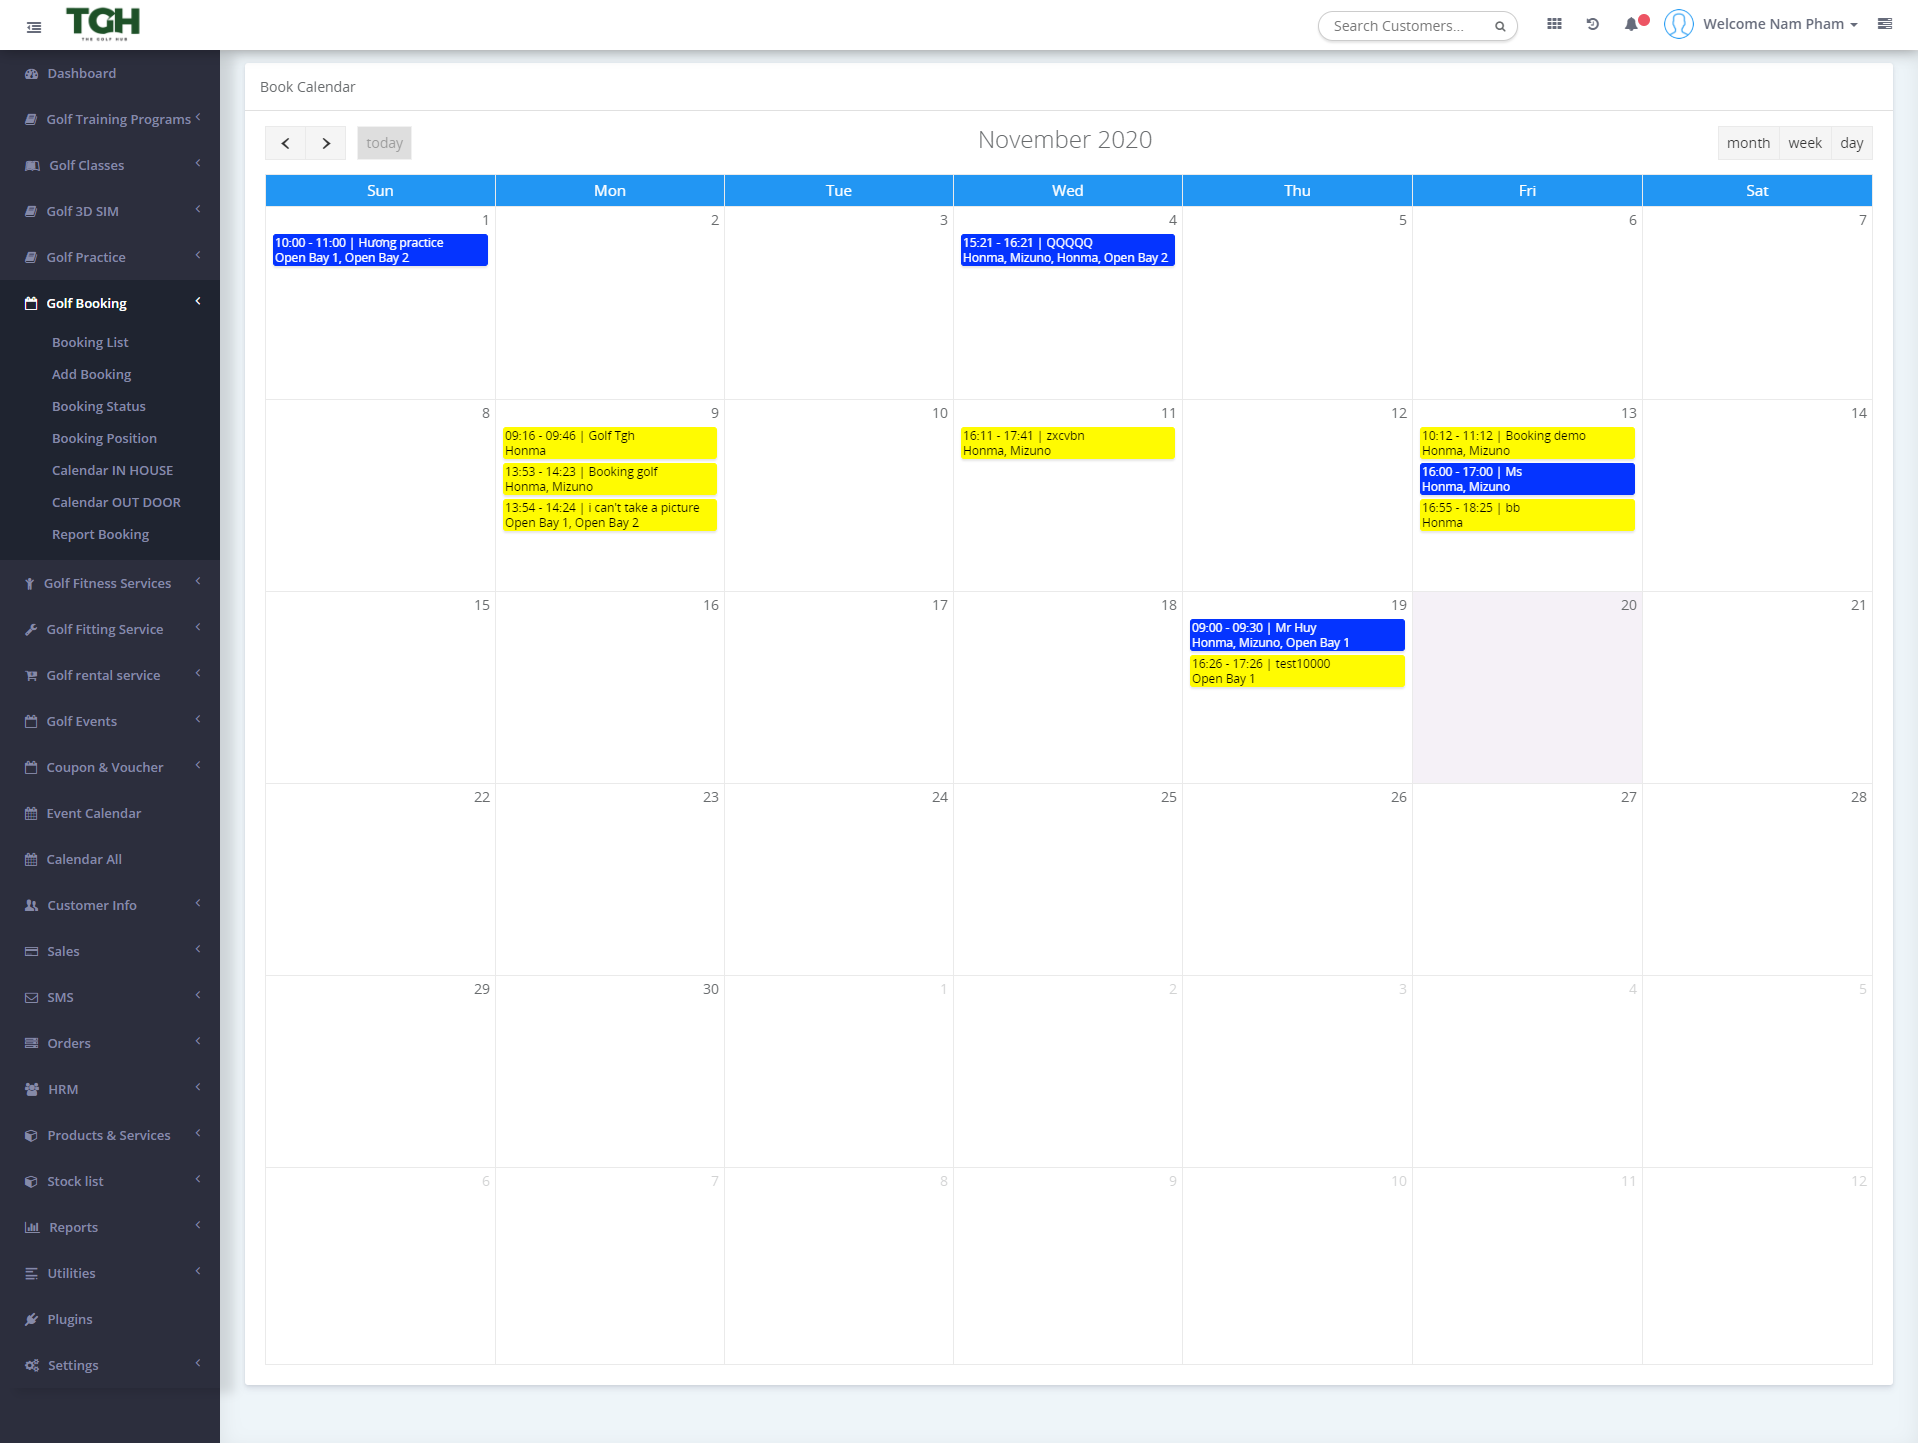 TGH
THE GOLF HUB
Search Customers...
Welcome Nam Pham
Dashboard
Golf Training Programs
Golf Classes
Golf 3D SIM
Golf Practice
Golf Booking
Booking List
Add Booking
Booking Status
Booking Position
Calendar IN HOUSE
Calendar OUT DOOR
Report Booking
Golf Fitness Services
Golf Fitting Service
Golf rental service
Golf Events
Coupon & Voucher
Event Calendar
Calendar All
Customer Info
Sales
SMS
Orders
HRM
Products & Services
Stock list
Reports
Utilities
Plugins
Settings
Book Calendar
today
November 2020
month week day
Sun Mon Tue Wed Thu Fri Sat
1 2 3 4 5 6 7
10:00 - 11:00 | Hương practice
Open Bay 1, Open Bay 2
15:21 - 16:21 | QQQQQ
Honma, Mizuno, Honma, Open Bay 2
8 9 10 11 12 13 14
09:16 - 09:46 | Golf Tgh
Honma
13:53 - 14:23 | Booking golf
Honma, Mizuno
13:54 - 14:24 | i can't take a picture
Open Bay 1, Open Bay 2
16:11 - 17:41 | zxcvbn
Honma, Mizuno
10:12 - 11:12 | Booking demo
Honma, Mizuno
16:00 - 17:00 | Ms
Honma, Mizuno
16:55 - 18:25 | bb
Honma
15 16 17 18 19 20 21
09:00 - 09:30 | Mr Huy
Honma, Mizuno, Open Bay 1
16:26 - 17:26 | test10000
Open Bay 1
22 23 24 25 26 27 28
29 30 1 2 3 4 5
6 7 8 9 10 11 12